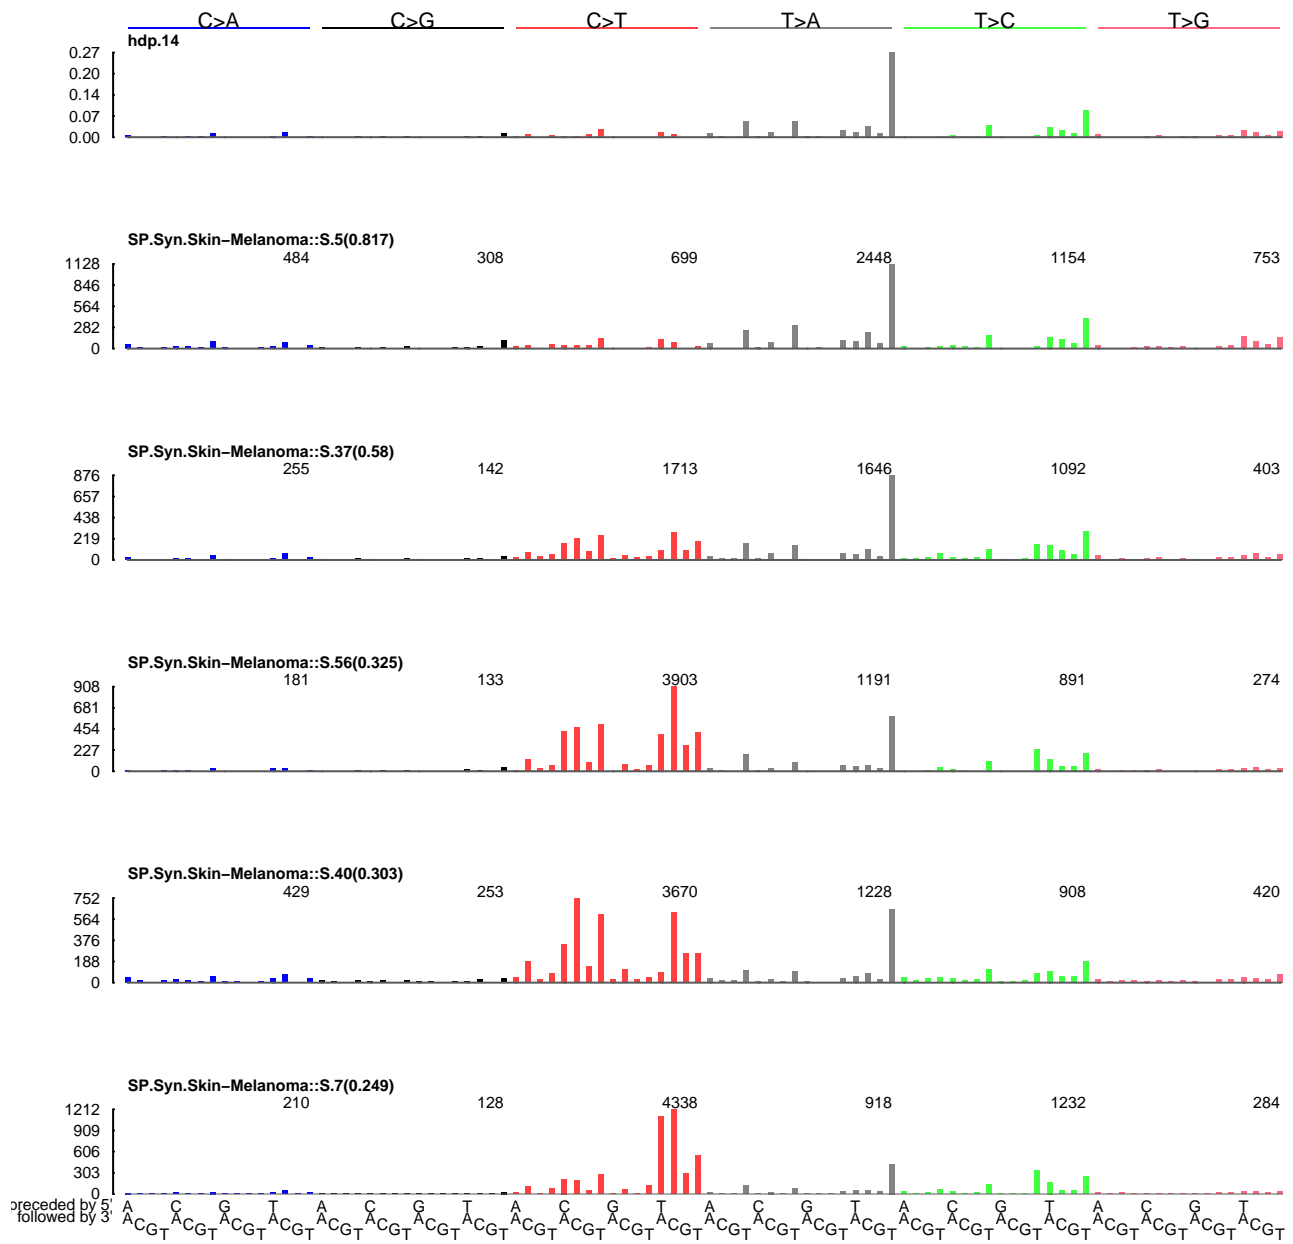 C>A C>G C>T T>A T>C T>G
hdp.14
0.27
0.20
0.14
0.07
0.00
SP.Syn.Skin−Melanoma::S.5(0.817)
484 308 699 2448 1154 753
1128
846
564
282
0
SP.Syn.Skin−Melanoma::S.37(0.58)
255 142 1713 1646 1092 403
876
657
438
219
0
SP.Syn.Skin−Melanoma::S.56(0.325)
181 133 3903 1191 891 274
908
681
454
227
0
SP.Syn.Skin−Melanoma::S.40(0.303)
429 253 3670 1228 908 420
752
564
376
188
0
SP.Syn.Skin−Melanoma::S.7(0.249)
210 128 4338 918 1232 284
1212
909
606
303
0
preceded by 5' A C G T A C G T A C G T A C G T A C G T A C G T
followed by 3' A C G T A C G T A C G T A C G T A C G T A C G T A C G T A C G T A C G T A C G T A C G T A C G T A C G T A C G T A C G T A C G T A C G T A C G T A C G T A C G T A C G T A C G T A C G T A C G T